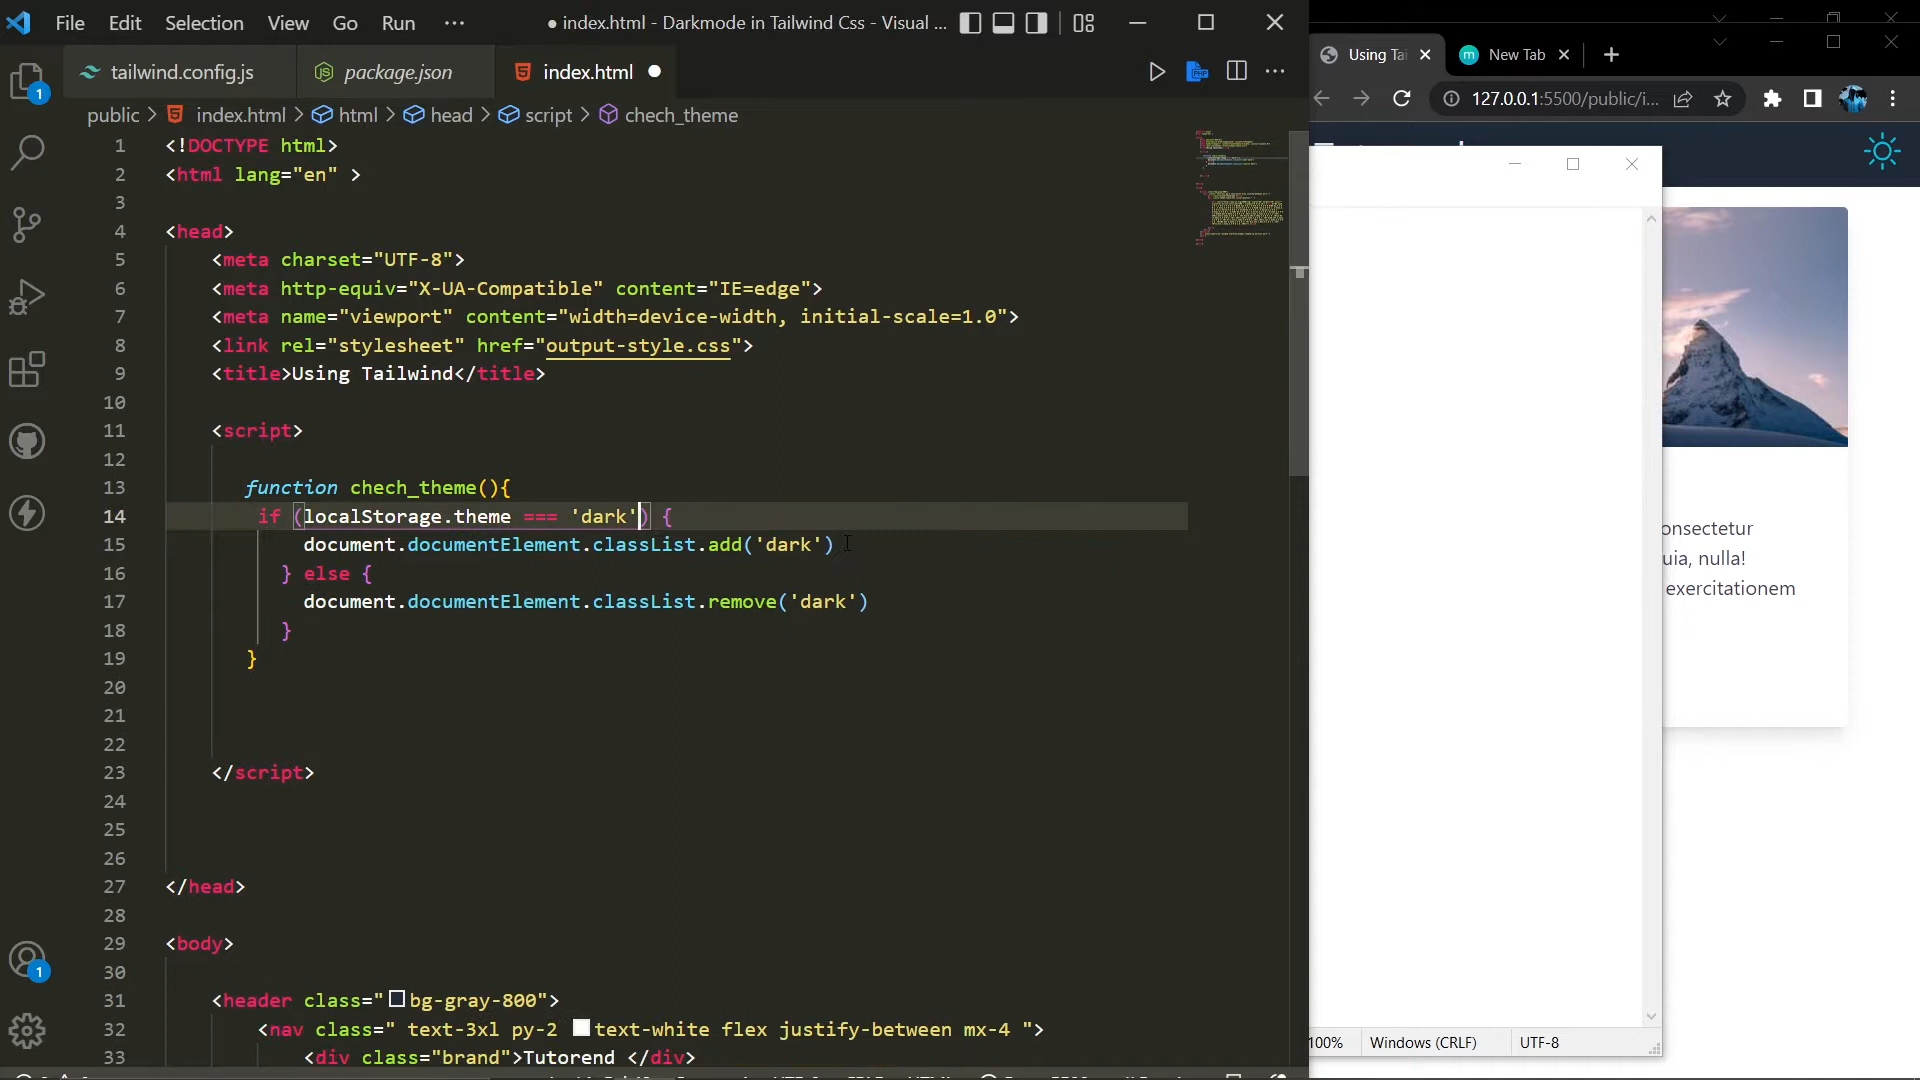 File Edit Selection View Go Run ··· ● index.html - Darkmode in Tailwind Css - Visual ...
tailwind.config.js package.json index.html ●
public > index.html > html > head > script > chech_theme
1 <!DOCTYPE html>
2 <html lang="en" >
3
4 <head>
5 <meta charset="UTF-8">
6 <meta http-equiv="X-UA-Compatible" content="IE=edge">
7 <meta name="viewport" content="width=device-width, initial-scale=1.0">
8 <link rel="stylesheet" href="output-style.css">
9 <title>Using Tailwind</title>
10
11 <script>
12
13 function chech_theme(){
14 if (localStorage.theme === 'dark') {
15 document.documentElement.classList.add('dark')
16 } else {
17 document.documentElement.classList.remove('dark')
18 }
19 }
20
21
22
23 </script>
24
25
26
27 </head>
28
29 <body>
30
31 <header class="bg-gray-800">
32 <nav class=" text-3xl py-2 text-white flex justify-between mx-4 ">
33 <div class="brand">Tutorend </div>
1
1
Using Tai New Tab
127.0.0.1:5500/public/i...
onsectetur
uia, nulla!
exercitationem
100% Windows (CRLF) UTF-8